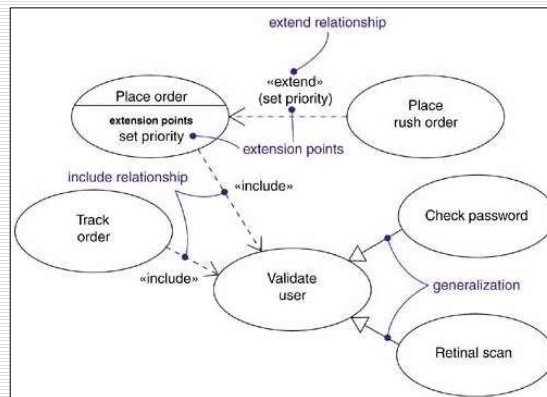 extend relationship
«extend»
(set priority)
Place order
extension points
set priority
Place
rush order
extension points
include relationship
«include»
Track
order
«include»
Validate
user
Check password
generalization
Retinal scan